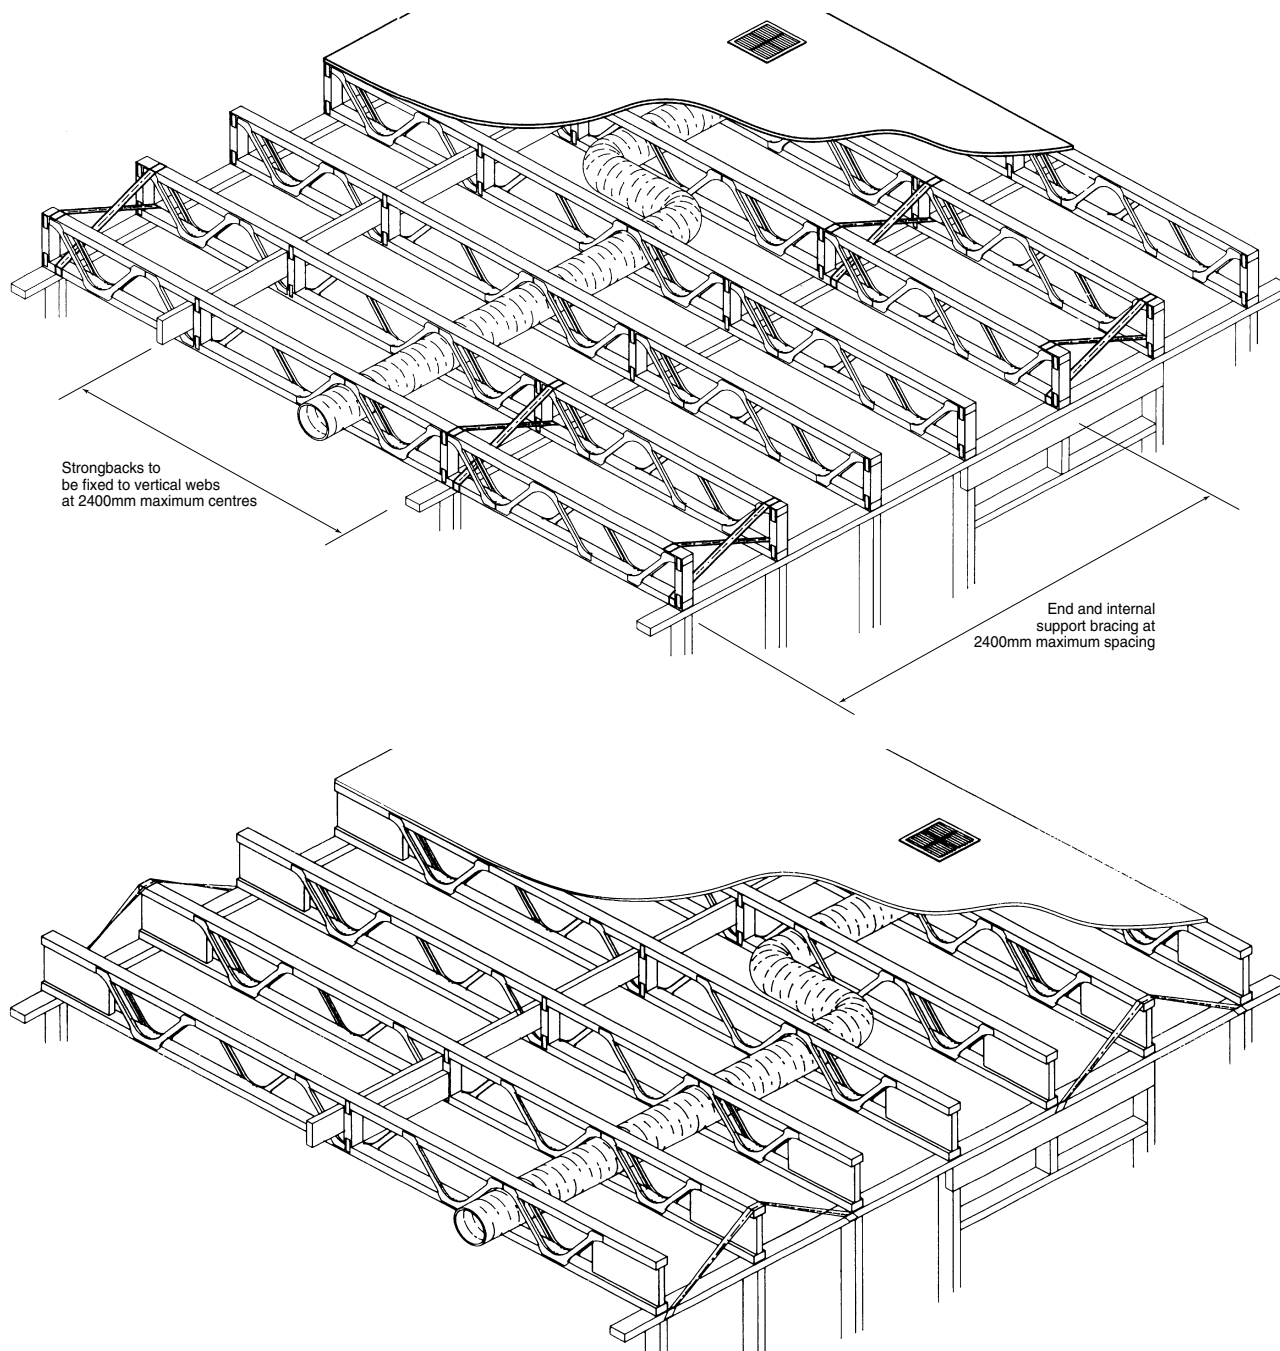 Strongbacks to
be fixed to vertical webs
at 2400mm maximum centres
End and internal
support bracing at
2400mm maximum spacing